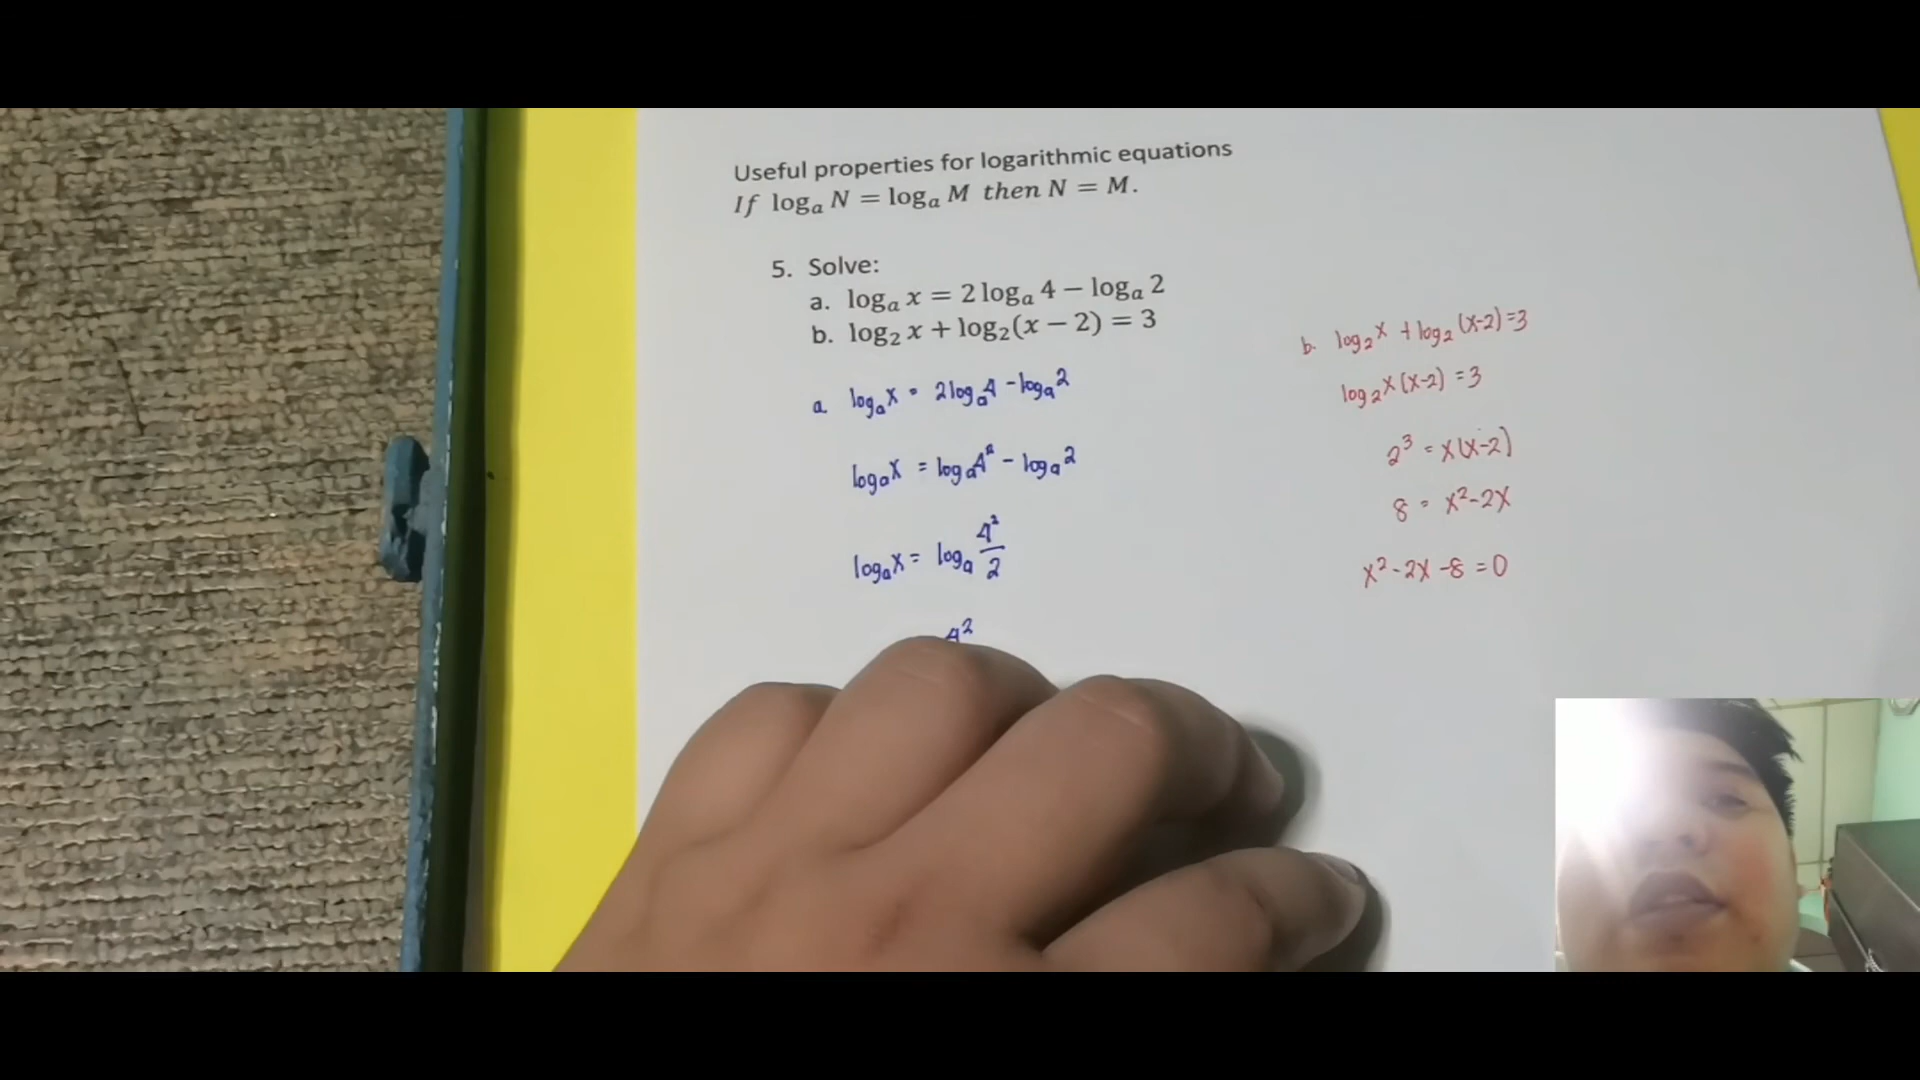 Useful properties for logarithmic equations
If logₐ N = logₐ M then N = M.
5. Solve:
a. logₐ x = 2 logₐ 4 − logₐ 2
b. log₂ x + log₂(x − 2) = 3
a. logₐx = 2logₐ4 - logₐ2
logₐx = logₐ4² - logₐ2
logₐx = logₐ 4²/2
4²
b. log₂x + log₂(x-2) = 3
log₂x(x-2) = 3
2³ = x(x-2)
8 = x²-2x
x²-2x-8=0